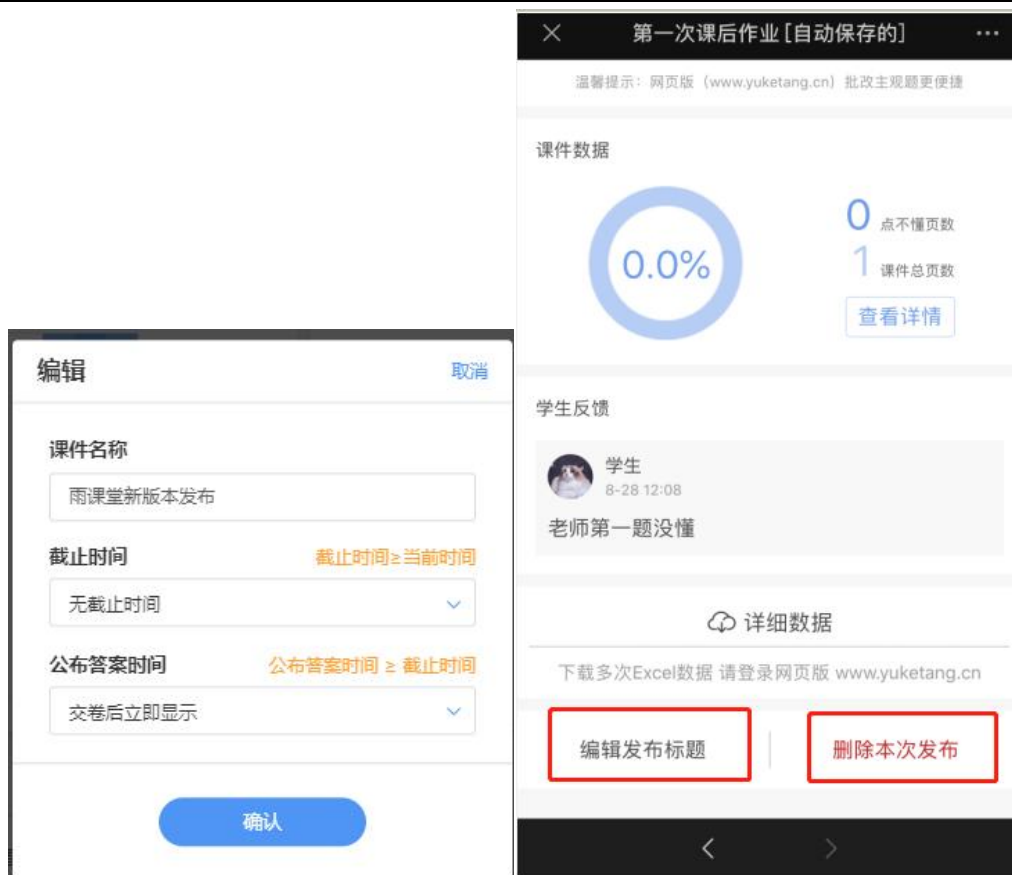 编辑
取消
课件名称
雨课堂新版本发布
截止时间
截止时间≥当前时间
无截止时间
公布答案时间
公布答案时间 ≥ 截止时间
交卷后立即显示
确认
第一次课后作业 [自动保存的]
温馨提示：网页版（www.yuketang.cn）批改主观题更便捷
课件数据
0.0%
0 点不懂页数
1 课件总页数
查看详情
学生反馈
学生
8-28 12:08
老师第一题没懂
详细数据
下载多次Excel数据 请登录网页版 www.yuketang.cn
编辑发布标题
删除本次发布